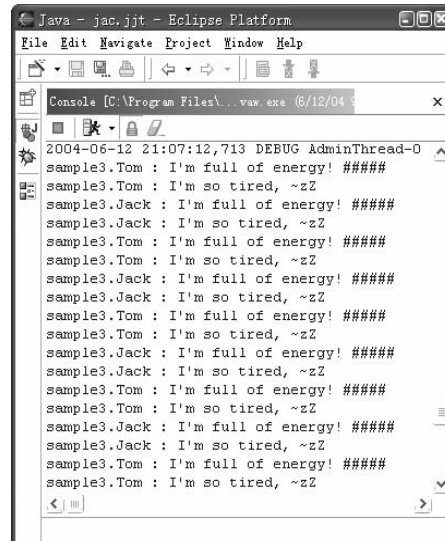 Java - jac.jjt - Eclipse Platform
File Edit Navigate Project Window Help
Console [C:\Program Files\...vaw.exe (6/12/04 9
2004-06-12 21:07:12,713 DEBUG AdminThread-0
sample3.Tom : I'm full of energy! #####
sample3.Tom : I'm so tired, ~zZ
sample3.Jack : I'm full of energy! #####
sample3.Jack : I'm so tired, ~zZ
sample3.Tom : I'm full of energy! #####
sample3.Tom : I'm so tired, ~zZ
sample3.Jack : I'm full of energy! #####
sample3.Jack : I'm so tired, ~zZ
sample3.Tom : I'm full of energy! #####
sample3.Tom : I'm so tired, ~zZ
sample3.Jack : I'm full of energy! #####
sample3.Jack : I'm so tired, ~zZ
sample3.Tom : I'm full of energy! #####
sample3.Tom : I'm so tired, ~zZ
sample3.Jack : I'm full of energy! #####
sample3.Jack : I'm so tired, ~zZ
sample3.Tom : I'm full of energy! #####
sample3.Tom : I'm so tired, ~zZ